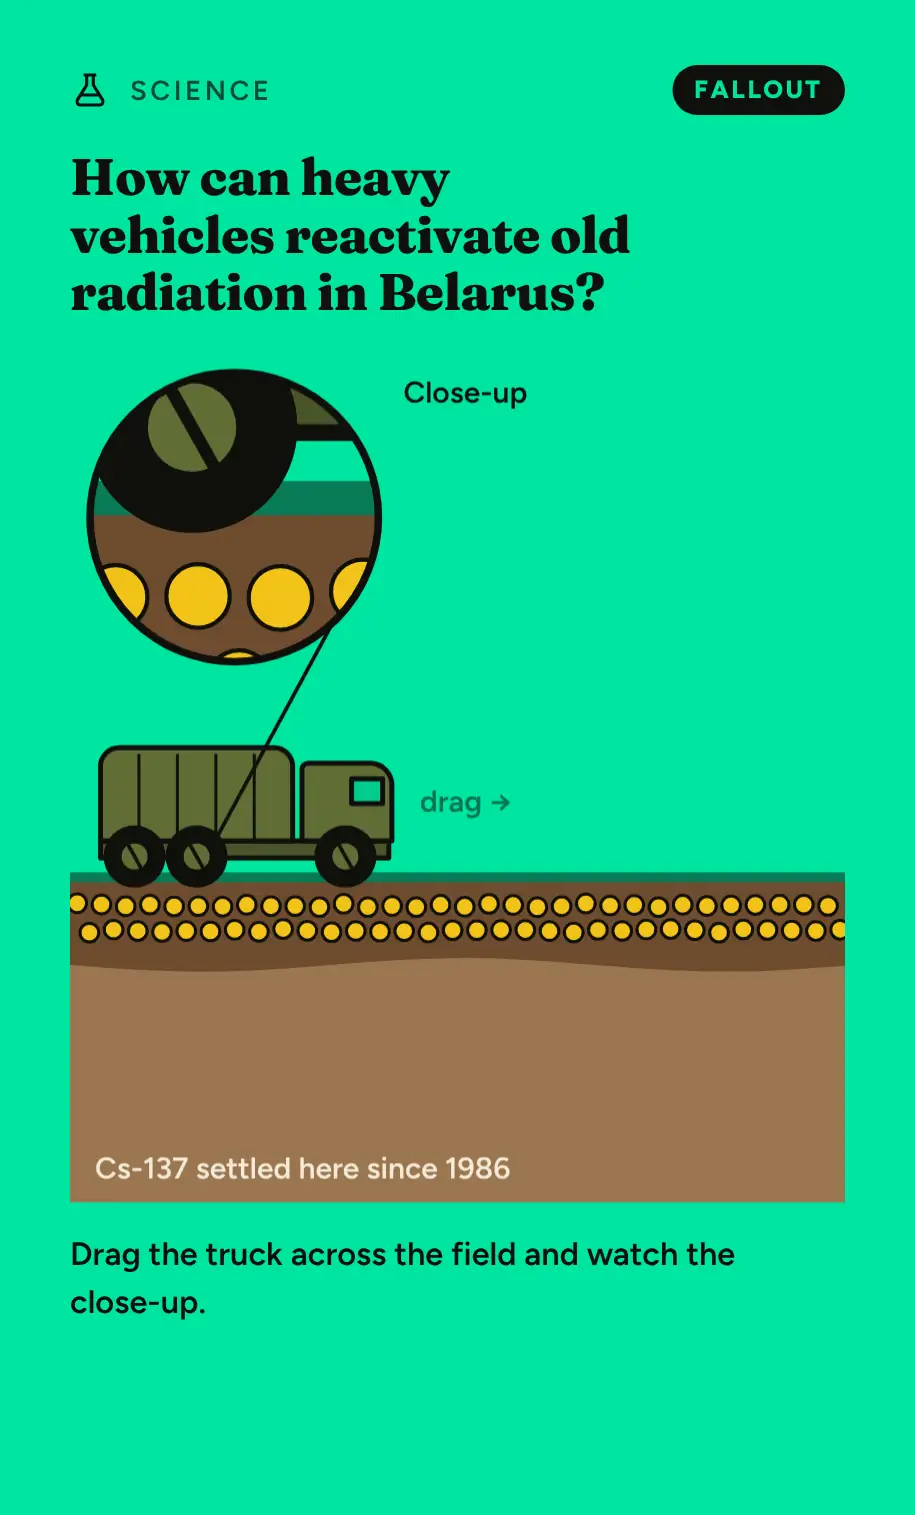 SCIENCE
FALLOUT
How can heavy
vehicles reactivate old
radiation in Belarus?
Close-up
drag →
Cs-137 settled here since 1986
Drag the truck across the field and watch the
close-up.